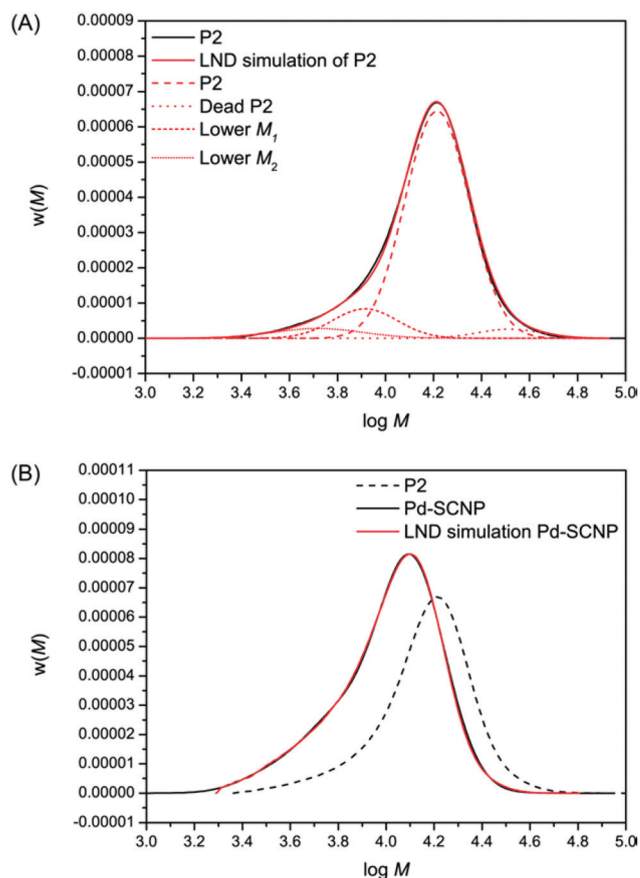 (A)
0.00009
0.00008
0.00007
0.00006
0.00005
0.00004
0.00003
0.00002
0.00001
0.00000
-0.00001
w(M)
P2
LND simulation of P2
P2
Dead P2
Lower M1
Lower M2
3.0 3.2 3.4 3.6 3.8 4.0 4.2 4.4 4.6 4.8 5.0
log M
(B)
0.00011
0.00010
0.00009
0.00008
0.00007
0.00006
0.00005
0.00004
0.00003
0.00002
0.00001
0.00000
-0.00001
w(M)
P2
Pd-SCNP
LND simulation Pd-SCNP
3.0 3.2 3.4 3.6 3.8 4.0 4.2 4.4 4.6 4.8 5.0
log M